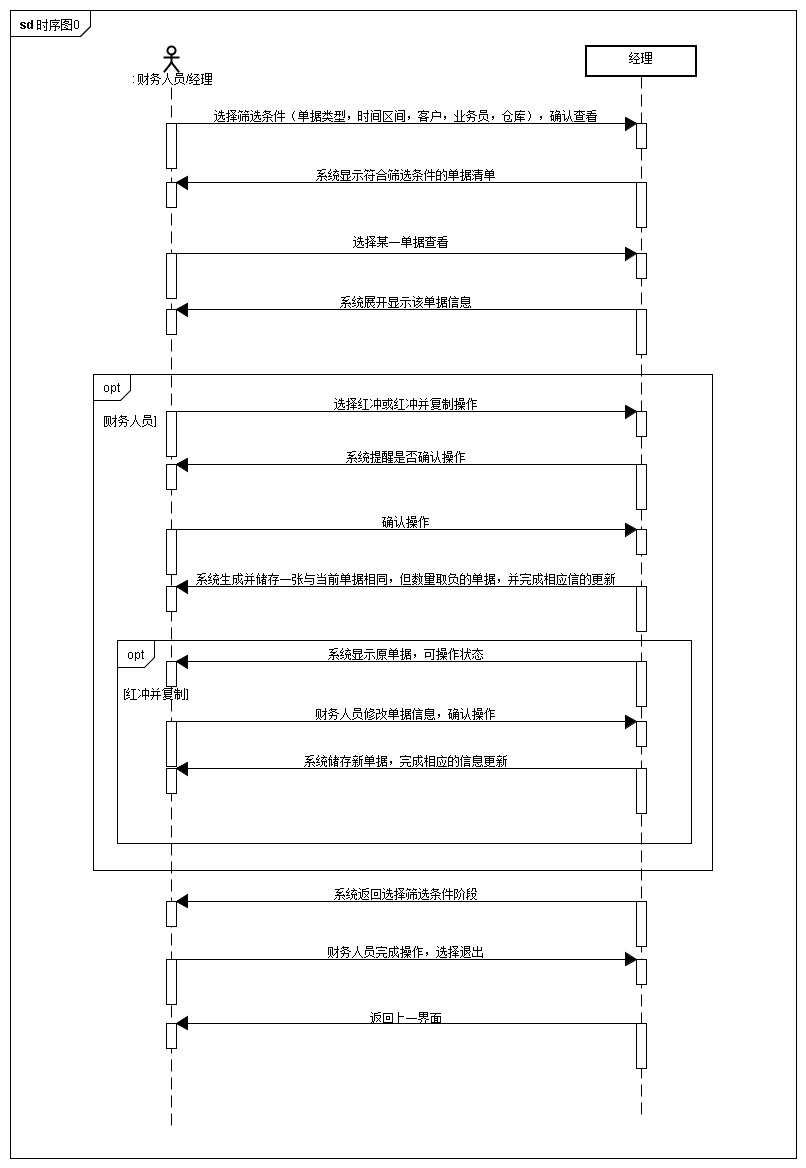 sd 时序图0
: 财务人员/经理
经理
选择筛选条件（单据类型，时间区间，客户，业务员，仓库），确认查看
系统显示符合筛选条件的单据清单
选择某一单据查看
系统展开显示该单据信息
opt
选择红冲或红冲并复制操作
[财务人员]
系统提醒是否确认操作
确认操作
系统生成并储存一张与当前单据相同，但数量取负的单据，并完成相应信的更新
opt
系统显示原单据，可操作状态
[红冲并复制]
财务人员修改单据信息，确认操作
系统储存新单据，完成相应的信息更新
系统返回选择筛选条件阶段
财务人员完成操作，选择退出
返回上一界面